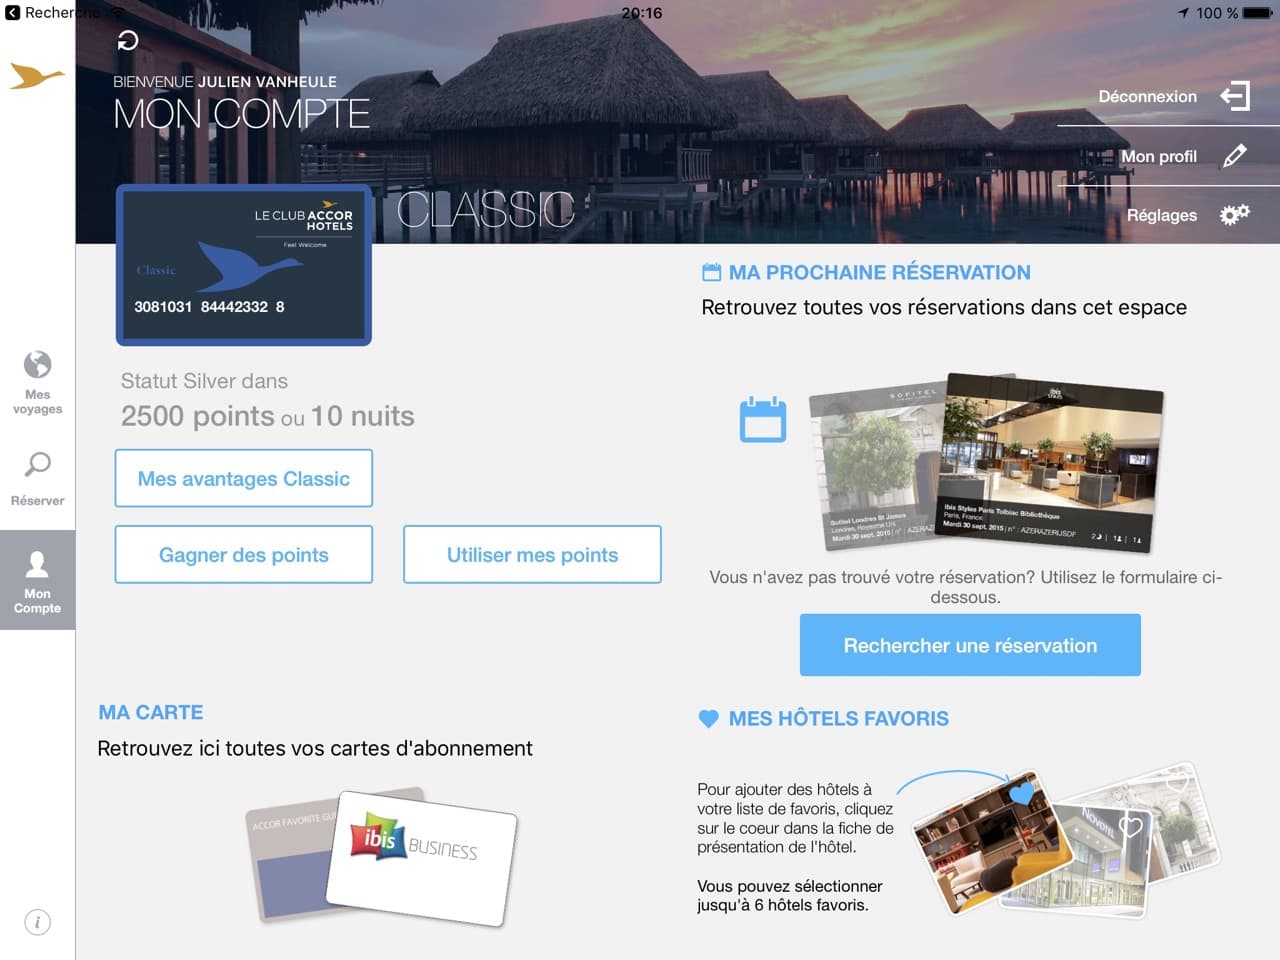 Recherche
20:16
100 %
BIENVENUE JULIEN VANHEULE
MON COMPTE
Déconnexion
Mon profil
Réglages
CLASSIC
LE CLUB ACCOR
HOTELS
Feel Welcome
Classic
3081031 84442332 8
Statut Silver dans
2500 points ou 10 nuits
Mes avantages Classic
Gagner des points
Utiliser mes points
Mes
voyages
Réserver
Mon
Compte
MA PROCHAINE RÉSERVATION
Retrouvez toutes vos réservations dans cet espace
SOFITEL
Sofitel Londres St James
Londres, Royaume Uni
Mardi 30 sept. 2015 | n° : AZERAZ
ibis
Ibis Styles Paris Tolbiac Bibliothèque
Paris, France
Mardi 30 sept. 2015 | n° : AZERAZERIJSDF
2 | 1 | 1
Vous n'avez pas trouvé votre réservation? Utilisez le formulaire ci-
dessous.
Rechercher une réservation
MA CARTE
Retrouvez ici toutes vos cartes d'abonnement
ACCOR FAVORITE GU
ibis BUSINESS
MES HÔTELS FAVORIS
Pour ajouter des hôtels à
votre liste de favoris, cliquez
sur le coeur dans la fiche de
présentation de l'hôtel.
Vous pouvez sélectionner
jusqu'à 6 hôtels favoris.
NOVOTEL
i